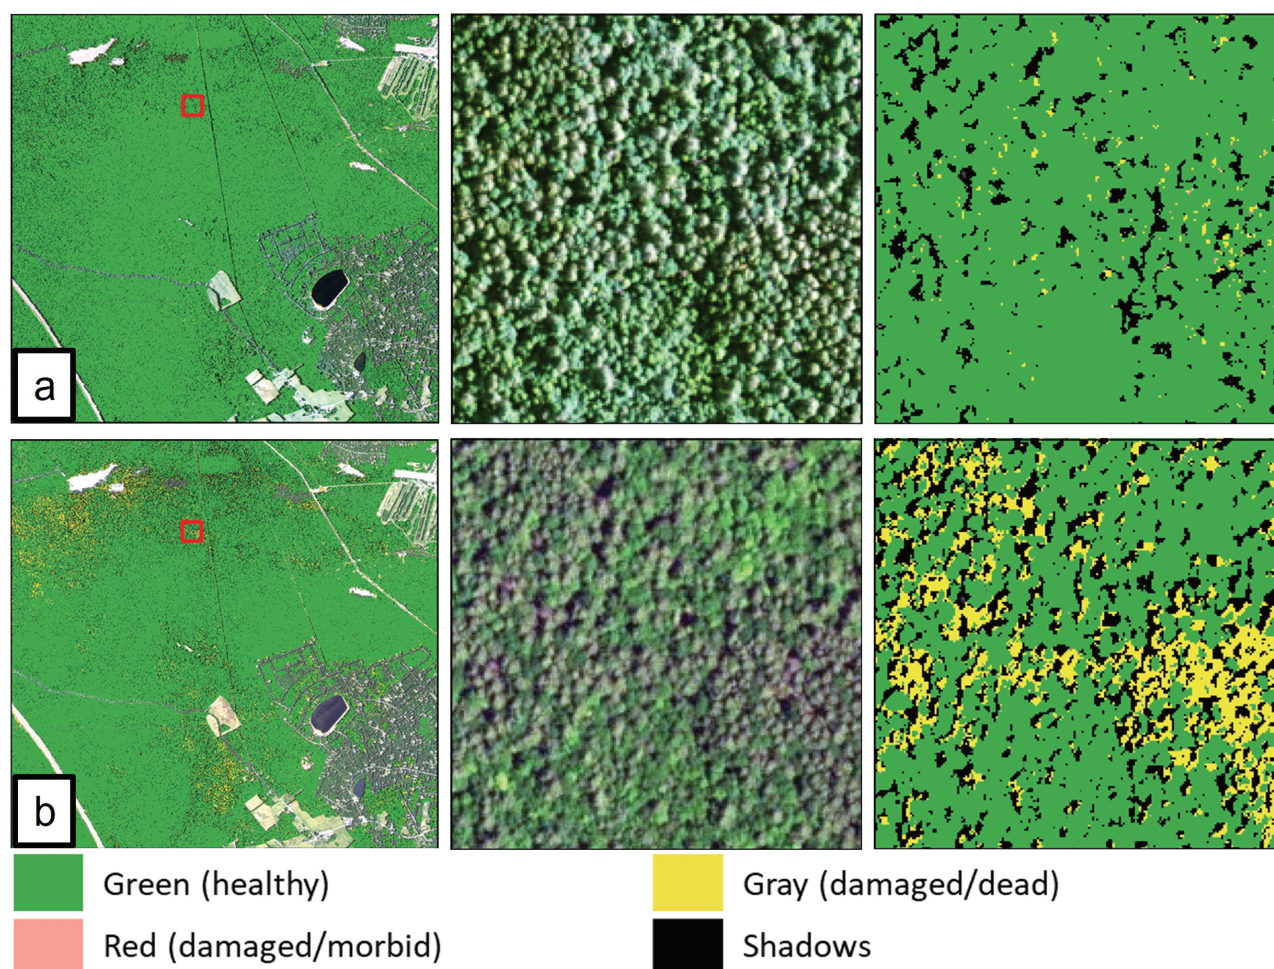 a
b
Green (healthy)
Gray (damaged/dead)
Red (damaged/morbid)
Shadows